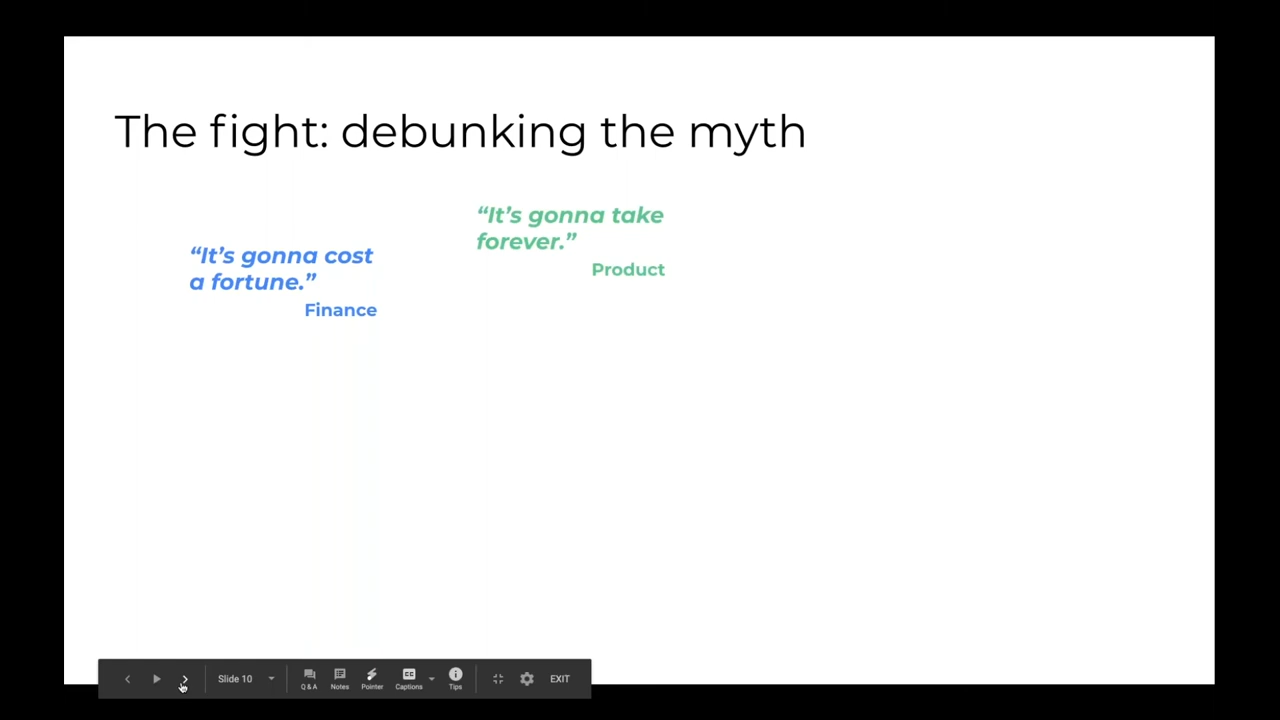 The fight: debunking the myth
“It’s gonna cost
a fortune.”
Finance
“It’s gonna take
forever.”
Product
Slide 10
Q & A
Notes
Pointer
CC
Captions
Tips
EXIT